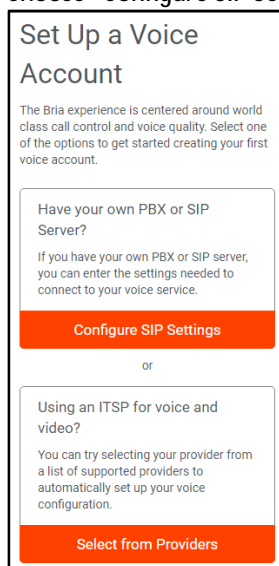 Set Up a Voice
Account
The Bria experience is centered around world
class call control and voice quality. Select one
of the options to get started creating your first
voice account.
Have your own PBX or SIP
Server?
If you have your own PBX or SIP server,
you can enter the settings needed to
connect to your voice service.
Configure SIP Settings
or
Using an ITSP for voice and
video?
You can try selecting your provider from
a list of supported providers to
automatically set up your voice
configuration.
Select from Providers